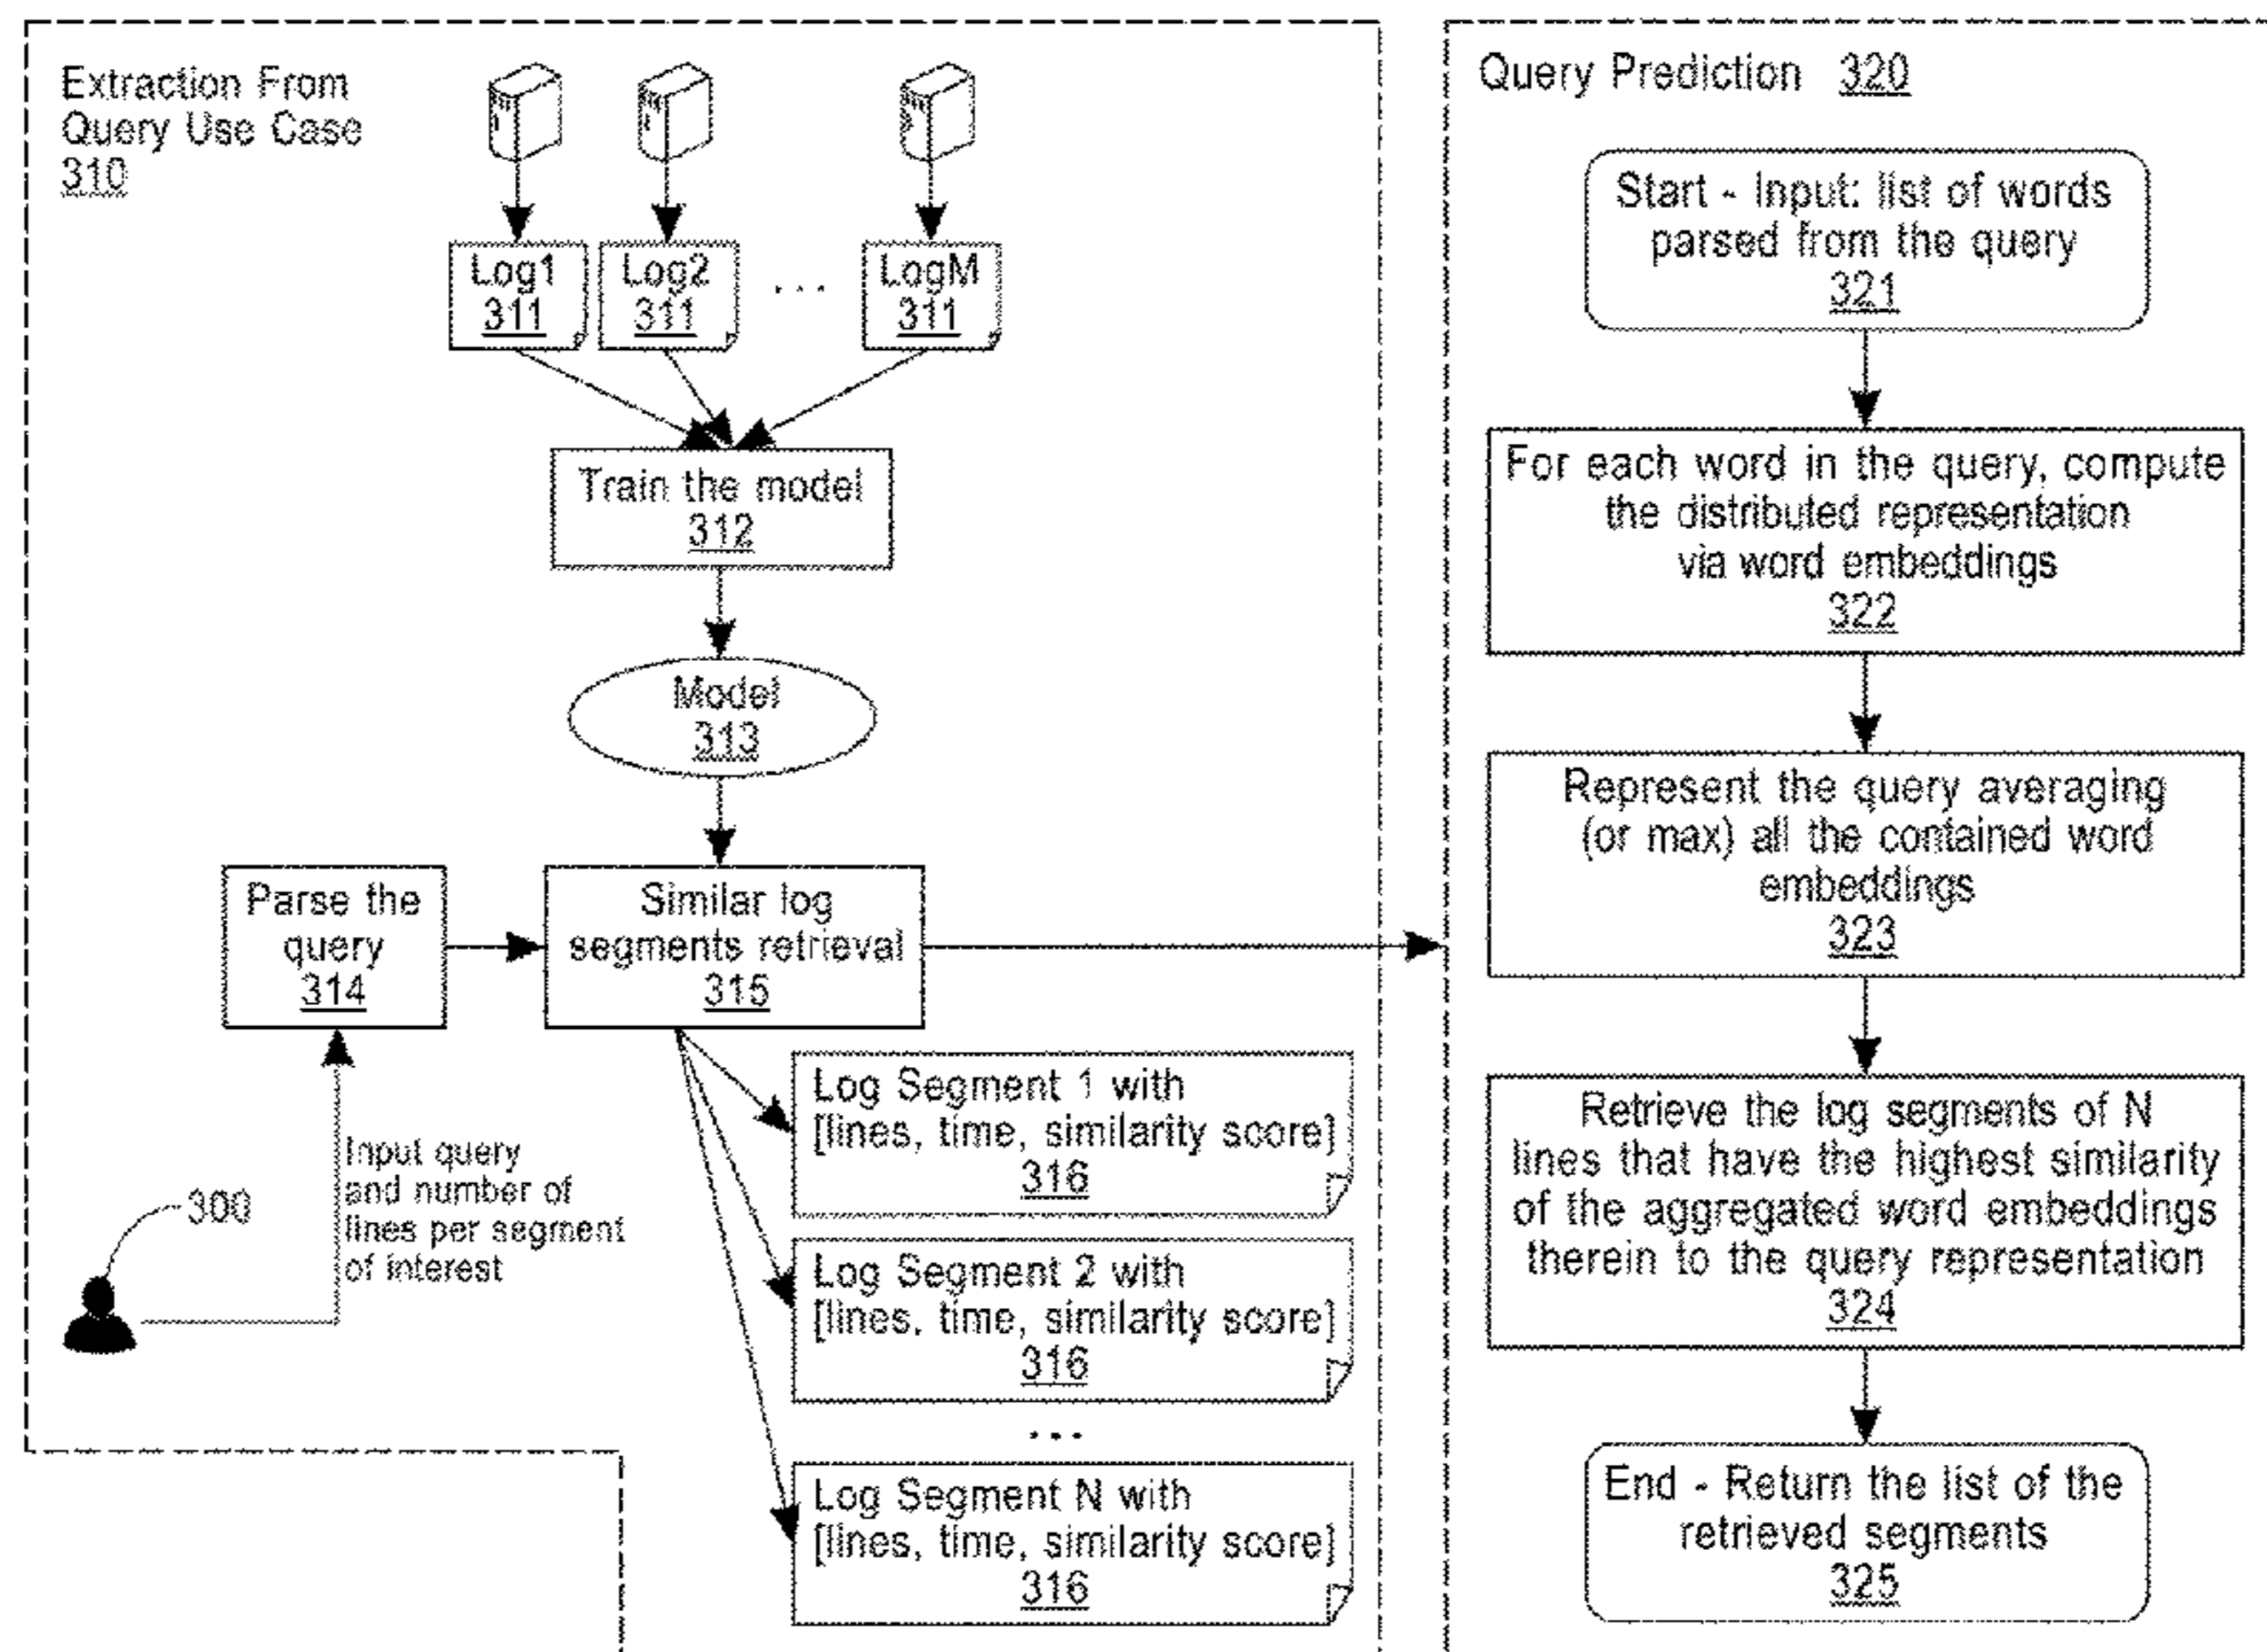 Extraction From
Query Use Case
310
Log1
311
Log2
311
...
LogM
311
Train the model
312
Model
313
Parse the
query
314
Similar log
segments retrieval
315
Input query
and number of
lines per segment
of interest
300
Log Segment 1 with
[lines, time, similarity score]
316
Log Segment 2 with
[lines, time, similarity score]
316
...
Log Segment N with
[lines, time, similarity score]
316
Query Prediction 320
Start - Input: list of words
parsed from the query
321
For each word in the query, compute
the distributed representation
via word embeddings
322
Represent the query averaging
(or max) all the contained word
embeddings
323
Retrieve the log segments of N
lines that have the highest similarity
of the aggregated word embeddings
therein to the query representation
324
End - Return the list of the
retrieved segments
325